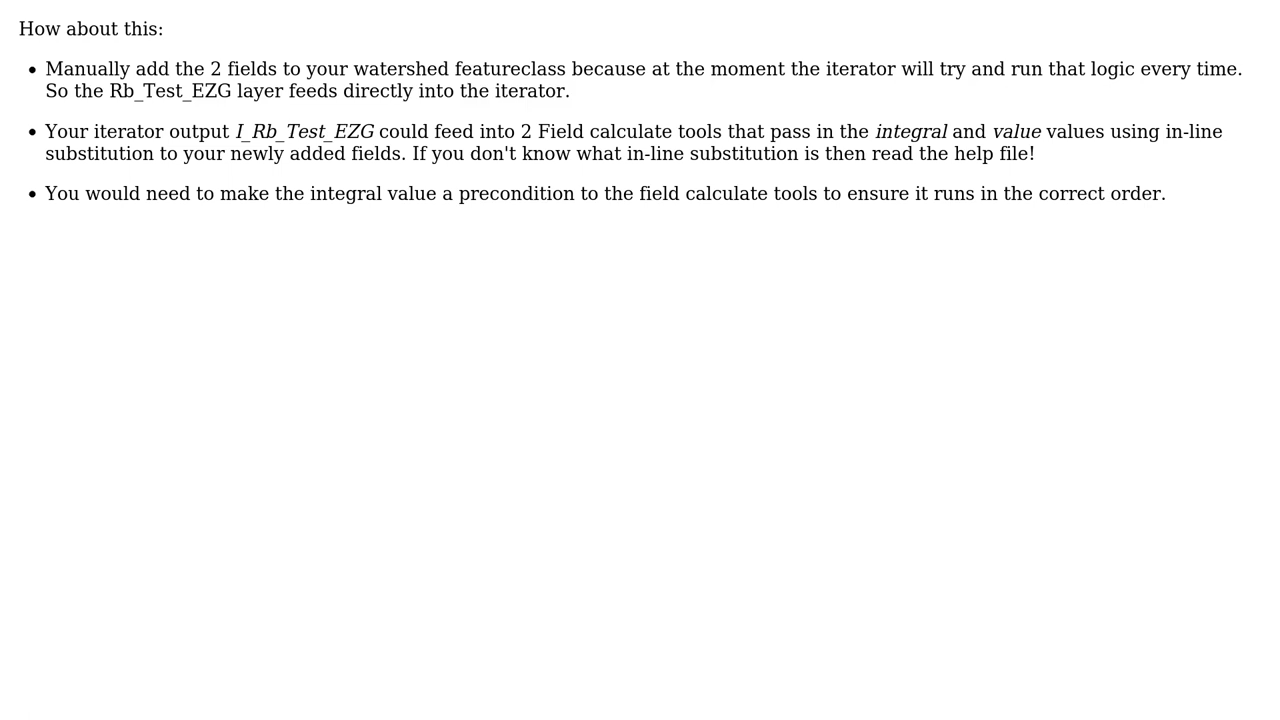 How about this:
• Manually add the 2 fields to your watershed featureclass because at the moment the iterator will try and run that logic every time.
So the Rb_Test_EZG layer feeds directly into the iterator.
• Your iterator output I_Rb_Test_EZG could feed into 2 Field calculate tools that pass in the integral and value values using in-line
substitution to your newly added fields. If you don't know what in-line substitution is then read the help file!
• You would need to make the integral value a precondition to the field calculate tools to ensure it runs in the correct order.